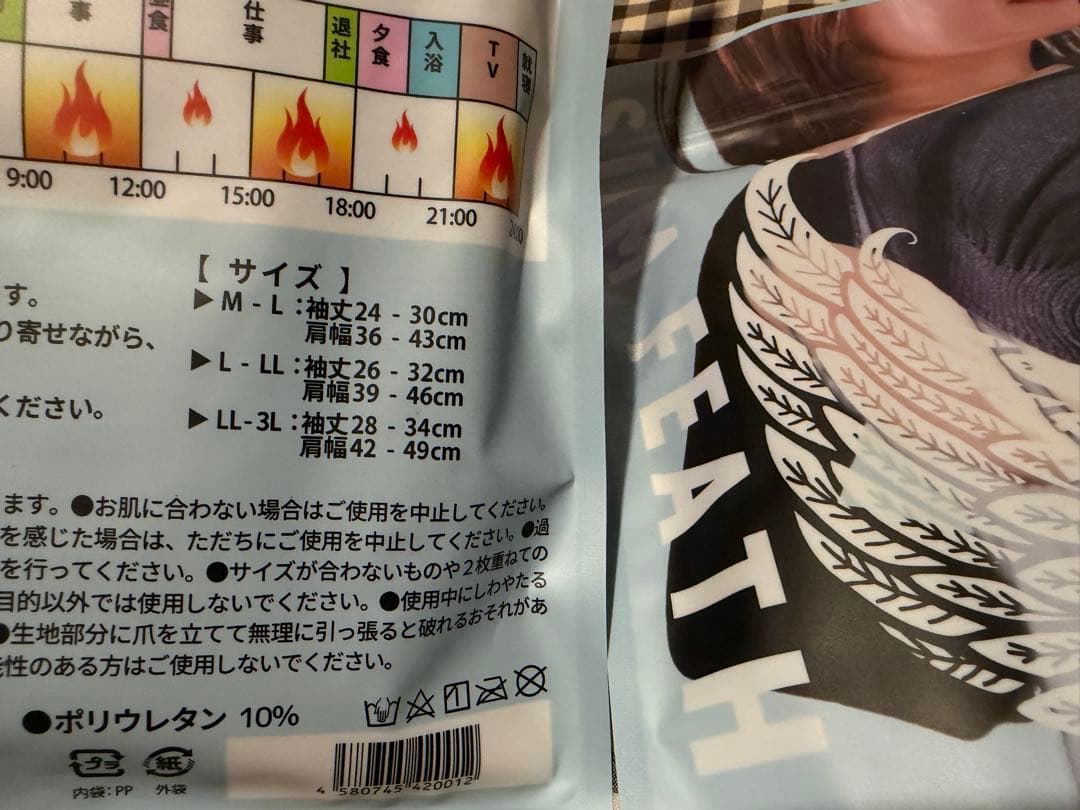 事
昼食
仕事
退社
夕食
入浴
TV
就寝
9:00
12:00
15:00
18:00
21:00
【 サイズ 】
▶M - L：袖丈24 - 30cm
肩幅36 - 43cm
▶L - LL：袖丈26 - 32cm
肩幅39 - 46cm
▶LL-3L：袖丈28 - 34cm
肩幅42 - 49cm
す。
り寄せながら、
ください。
ます。●お肌に合わない場合はご使用を中止してください。
を感じた場合は、ただちにご使用を中止してください。●過
を行ってください。●サイズが合わないものや2枚重ねての
目的以外では使用しないでください。●使用中にしわやたる
●生地部分に爪を立てて無理に引っ張ると破れるおそれがあ
性のある方はご使用しないでください。
●ポリウレタン 10%
プラ
内袋：PP
紙
外袋
4 580745 420012
FEATH